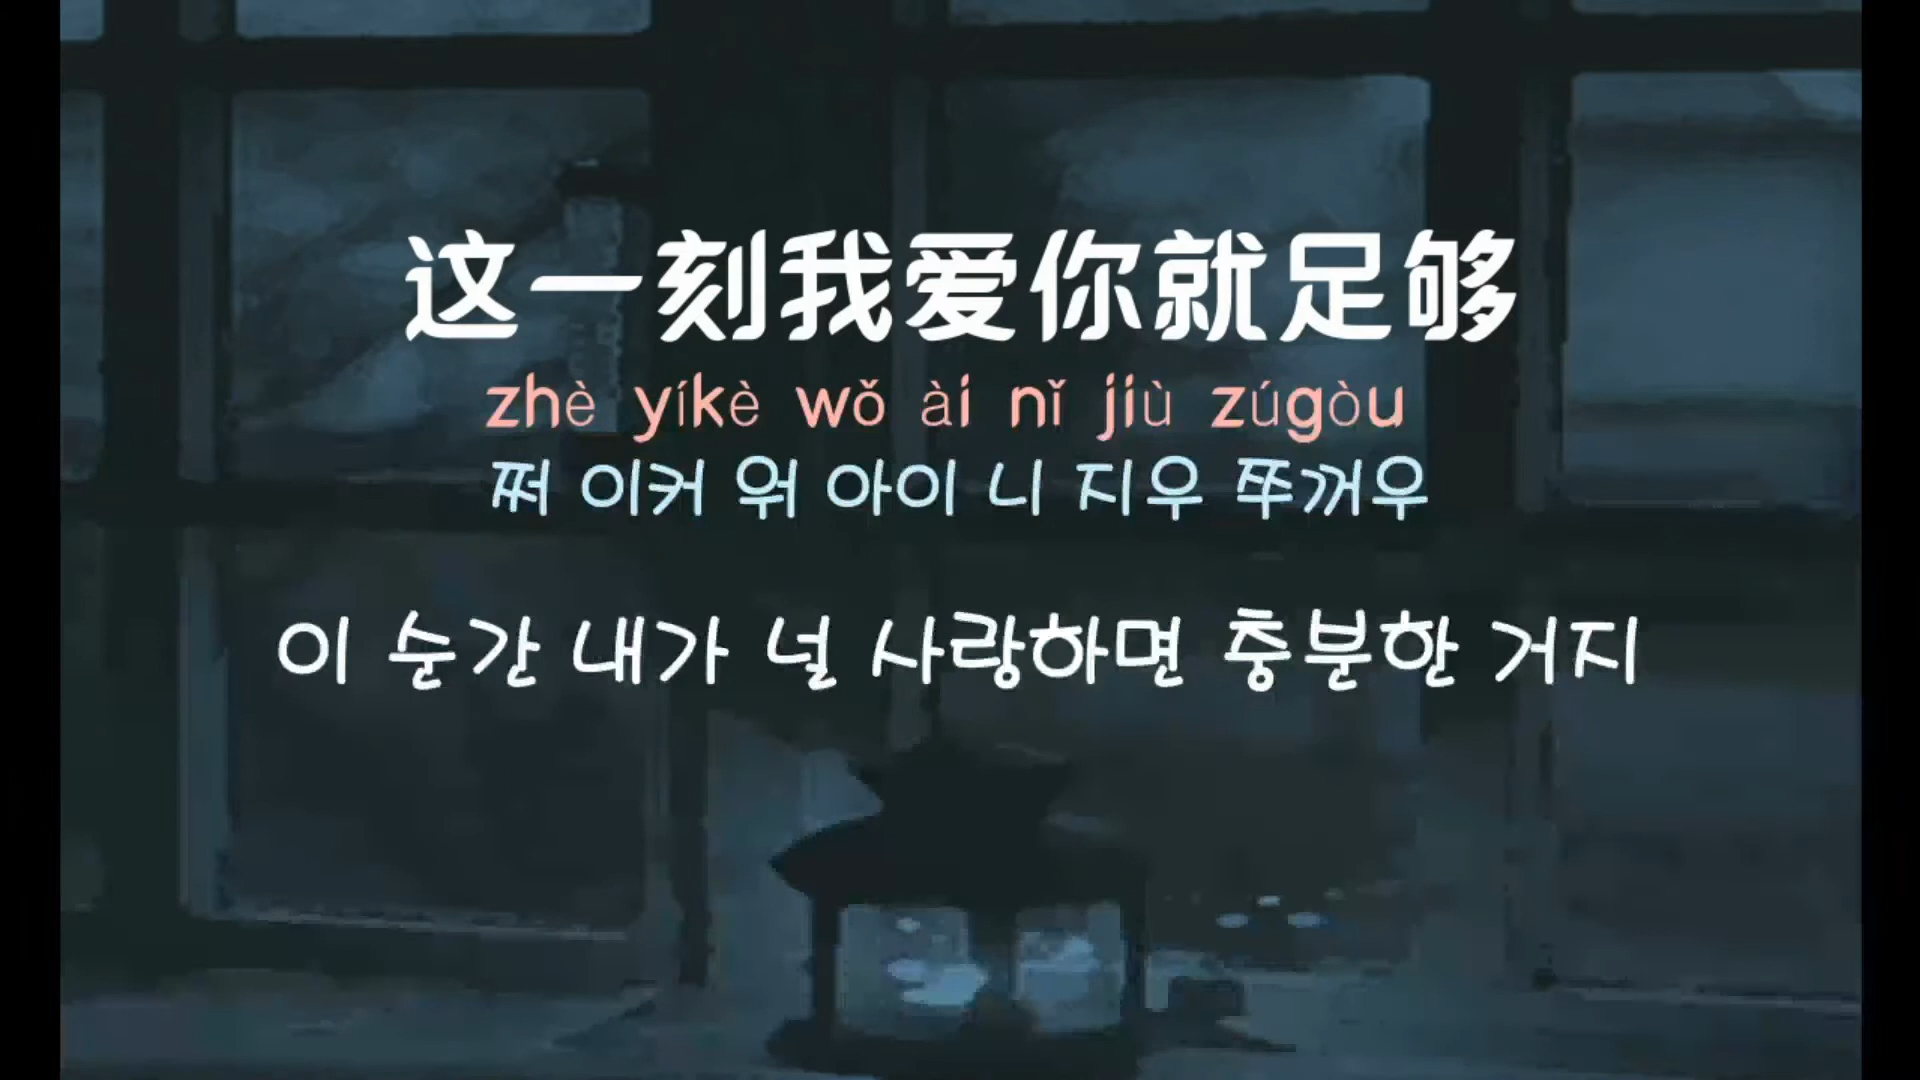 这一刻我爱你就足够
zhè yíkè wǒ ài nǐ jiù zúgòu
쩌 이커 워 아이 니 지우 쭈꺼우
이 순간 내가 널 사랑하면 충분한 거지